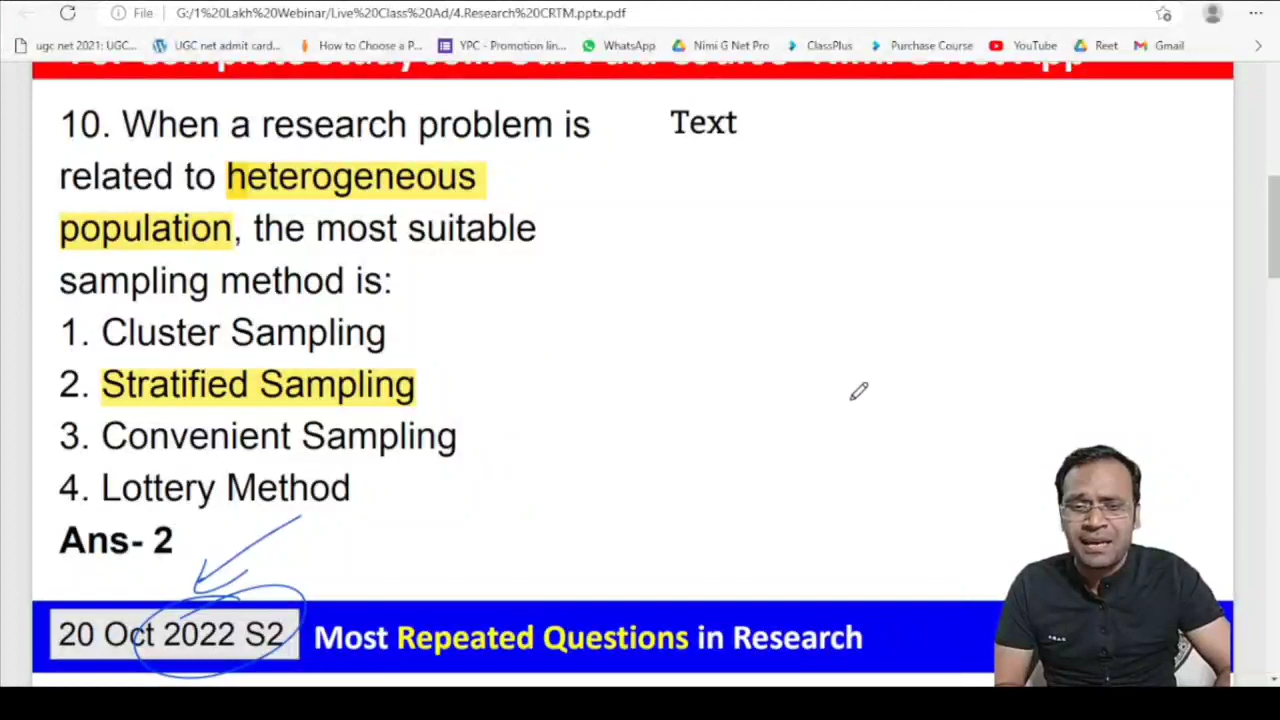 File G:/1%20Lakh%20Webinar/Live%20Class%20Ad/4.Research%20CRTM.pptx.pdf
ugc net 2021: UGC... UGC net admit card... How to Choose a P... YPC - Promotion lin... WhatsApp Nimi G Net Pro ClassPlus Purchase Course YouTube Reet Gmail
10. When a research problem is
related to heterogeneous
population, the most suitable
sampling method is:
1. Cluster Sampling
2. Stratified Sampling
3. Convenient Sampling
4. Lottery Method
Ans- 2
Text
20 Oct 2022 S2 Most Repeated Questions in Research